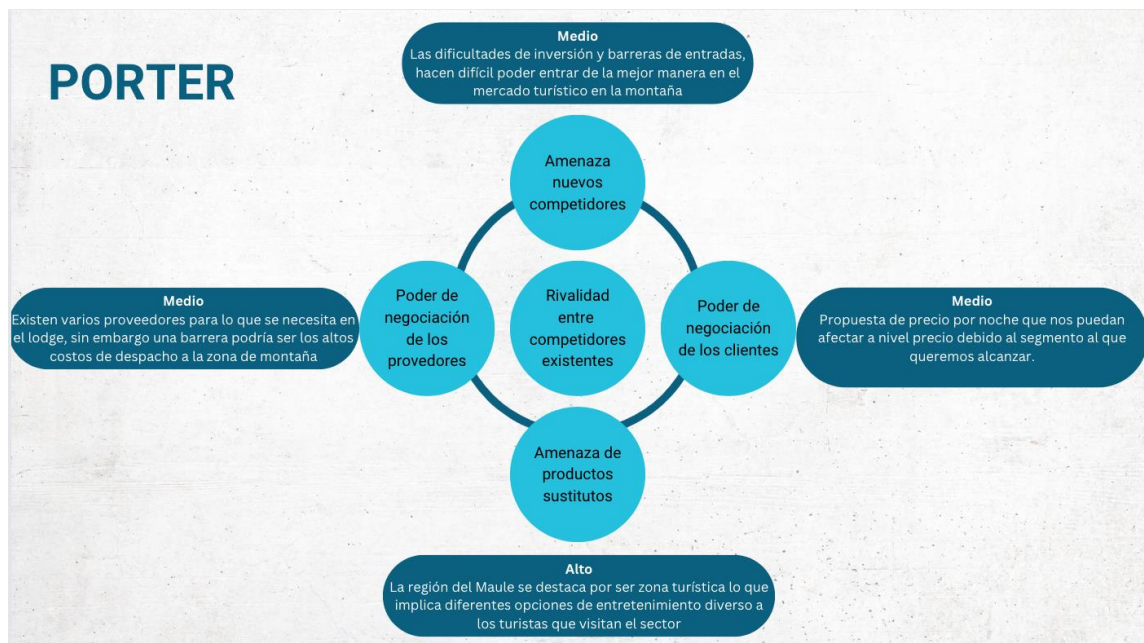 PORTER
Medio
Las dificultades de inversión y barreras de entradas,
hacen difícil poder entrar de la mejor manera en el
mercado turístico en la montaña
Amenaza
nuevos
competidores
Medio
Existen varios proveedores para lo que se necesita en
el lodge, sin embargo una barrera podría ser los altos
costos de despacho a la zona de montaña
Poder de
negociación
de los
provedores
Rivalidad
entre
competidores
existentes
Poder de
negociación
de los clientes
Medio
Propuesta de precio por noche que nos puedan
afectar a nivel precio debido al segmento al que
queremos alcanzar.
Amenaza de
productos
sustitutos
Alto
La región del Maule se destaca por ser zona turística lo que
implica diferentes opciones de entretenimiento diverso a
los turistas que visitan el sector